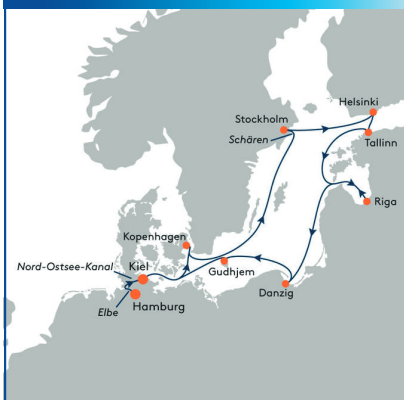 Helsinki
Stockholm
Schären
Tallinn
Riga
Kopenhagen
Nord-Ostsee-Kanal
Kiel
Gudhjem
Danzig
Elbe
Hamburg